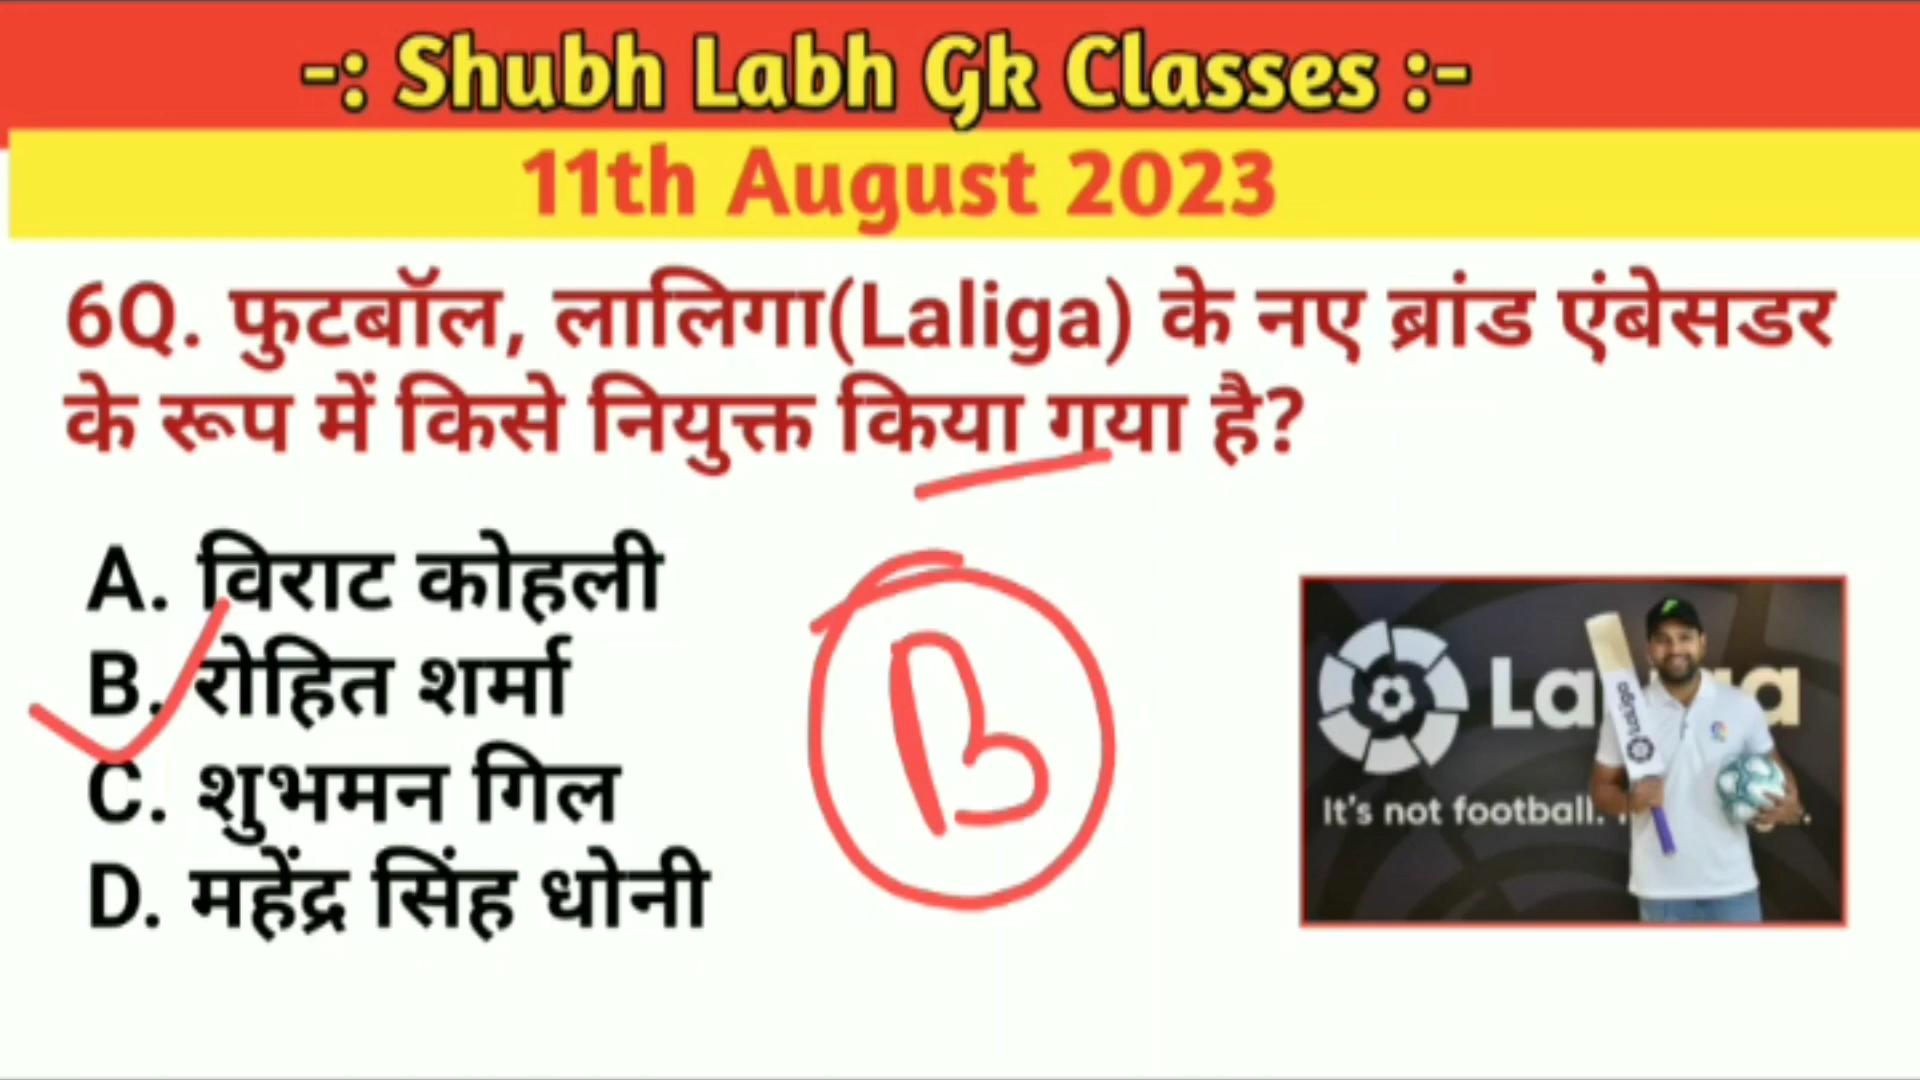 -: Shubh Labh Gk Classes :-
11th August 2023
6Q. फुटबॉल, लालिगा(Laliga) के नए ब्रांड एंबेसडर
के रूप में किसे नियुक्त किया गया है?
A. विराट कोहली
B. रोहित शर्मा
C. शुभमन गिल
D. महेंद्र सिंह धोनी
B
La a
LaLiga
It's not football.